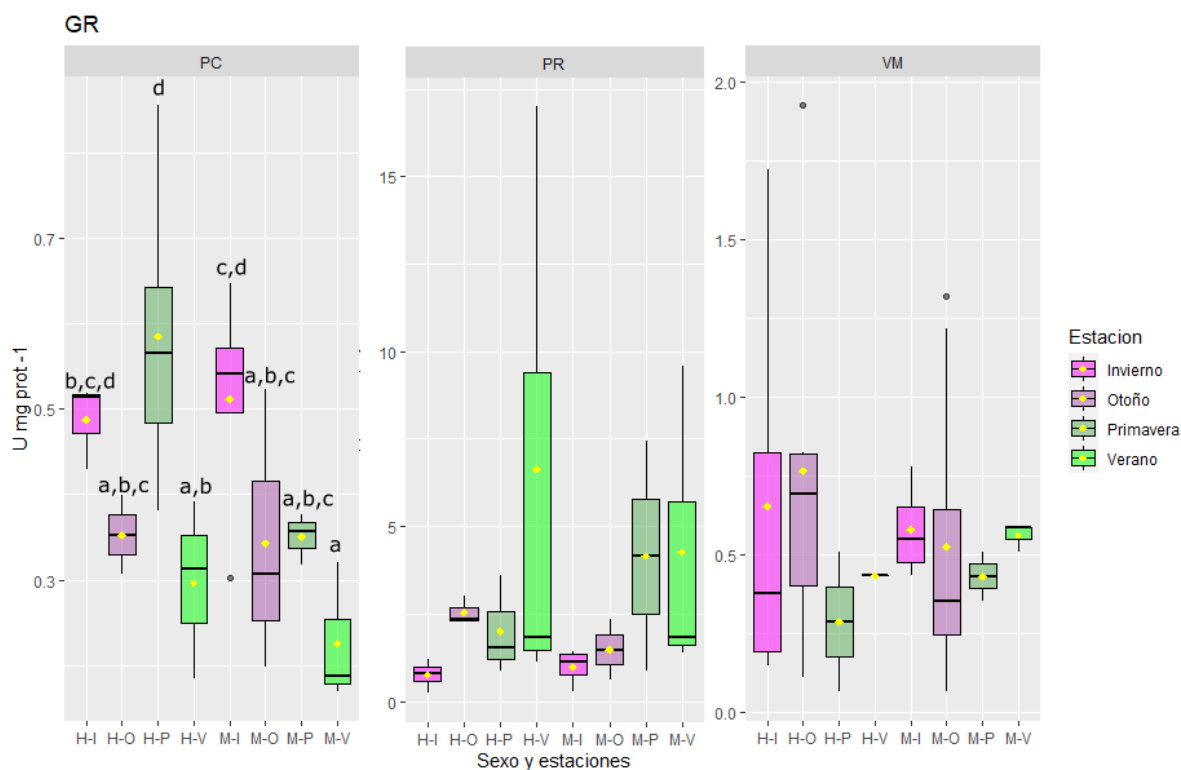 GR
PC
PR
VM
U mg prot -1
0.7
0.5
0.3
d
c,d
b,c,d
a,b,c
a,b,c
a,b
a,b,c
a
H-I H-O H-P H-V M-I M-O M-P M-V
15
10
5
0
H-I H-O H-P H-V M-I M-O M-P M-V
2.0
1.5
1.0
0.5
0.0
H-I H-O H-P H-V M-I M-O M-P M-V
Sexo y estaciones
Estacion
Invierno
Otoño
Primavera
Verano